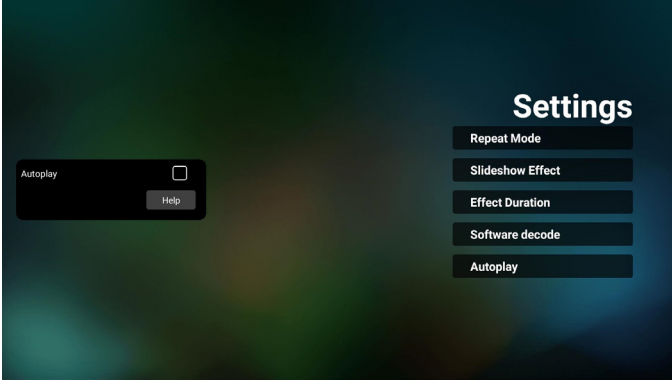 Settings
Repeat Mode
Slideshow Effect
Effect Duration
Software decode
Autoplay
Autoplay
Help